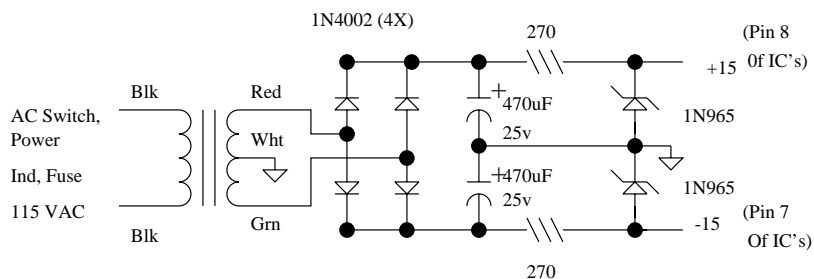 1N4002 (4X)
270
(Pin 8
0f IC's)
+15
Blk
Red
+
470uF
25v
1N965
AC Switch,
Power
Wht
Ind, Fuse
+
470uF
25v
1N965
115 VAC
Blk
Grn
-15
(Pin 7
Of IC's)
270